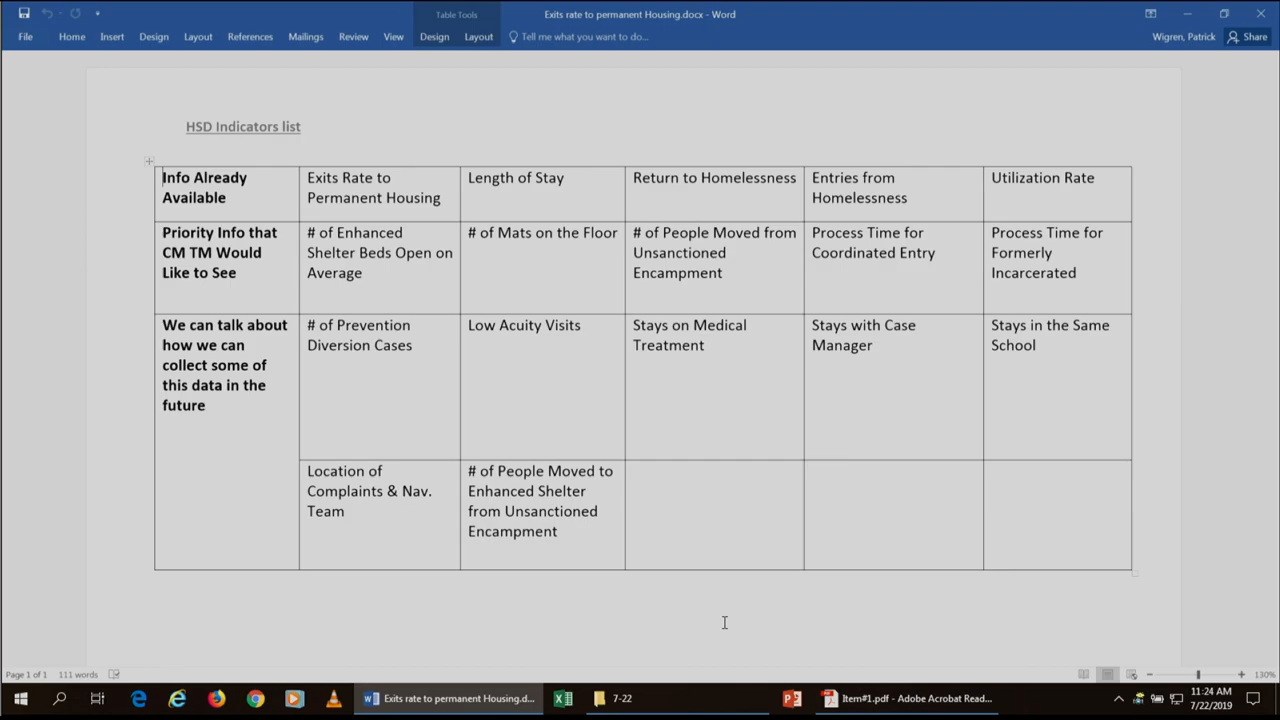 Table Tools
Exits rate to permanent Housing.docx - Word
File Home Insert Design Layout References Mailings Review View Design Layout Tell me what you want to do... Wigren, Patrick Share
HSD Indicators list
Info Already
Available
Exits Rate to
Permanent Housing
Length of Stay
Return to Homelessness
Entries from
Homelessness
Utilization Rate
Priority Info that
CM TM Would
Like to See
# of Enhanced
Shelter Beds Open on
Average
# of Mats on the Floor
# of People Moved from
Unsanctioned
Encampment
Process Time for
Coordinated Entry
Process Time for
Formerly
Incarcerated
We can talk about
how we can
collect some of
this data in the
future
# of Prevention
Diversion Cases
Low Acuity Visits
Stays on Medical
Treatment
Stays with Case
Manager
Stays in the Same
School
Location of
Complaints & Nav.
Team
# of People Moved to
Enhanced Shelter
from Unsanctioned
Encampment
Page 1 of 1 111 words 130%
Exits rate to permanent Housing.d...
7-22
Item#1.pdf - Adobe Acrobat Read...
11:24 AM
7/22/2019